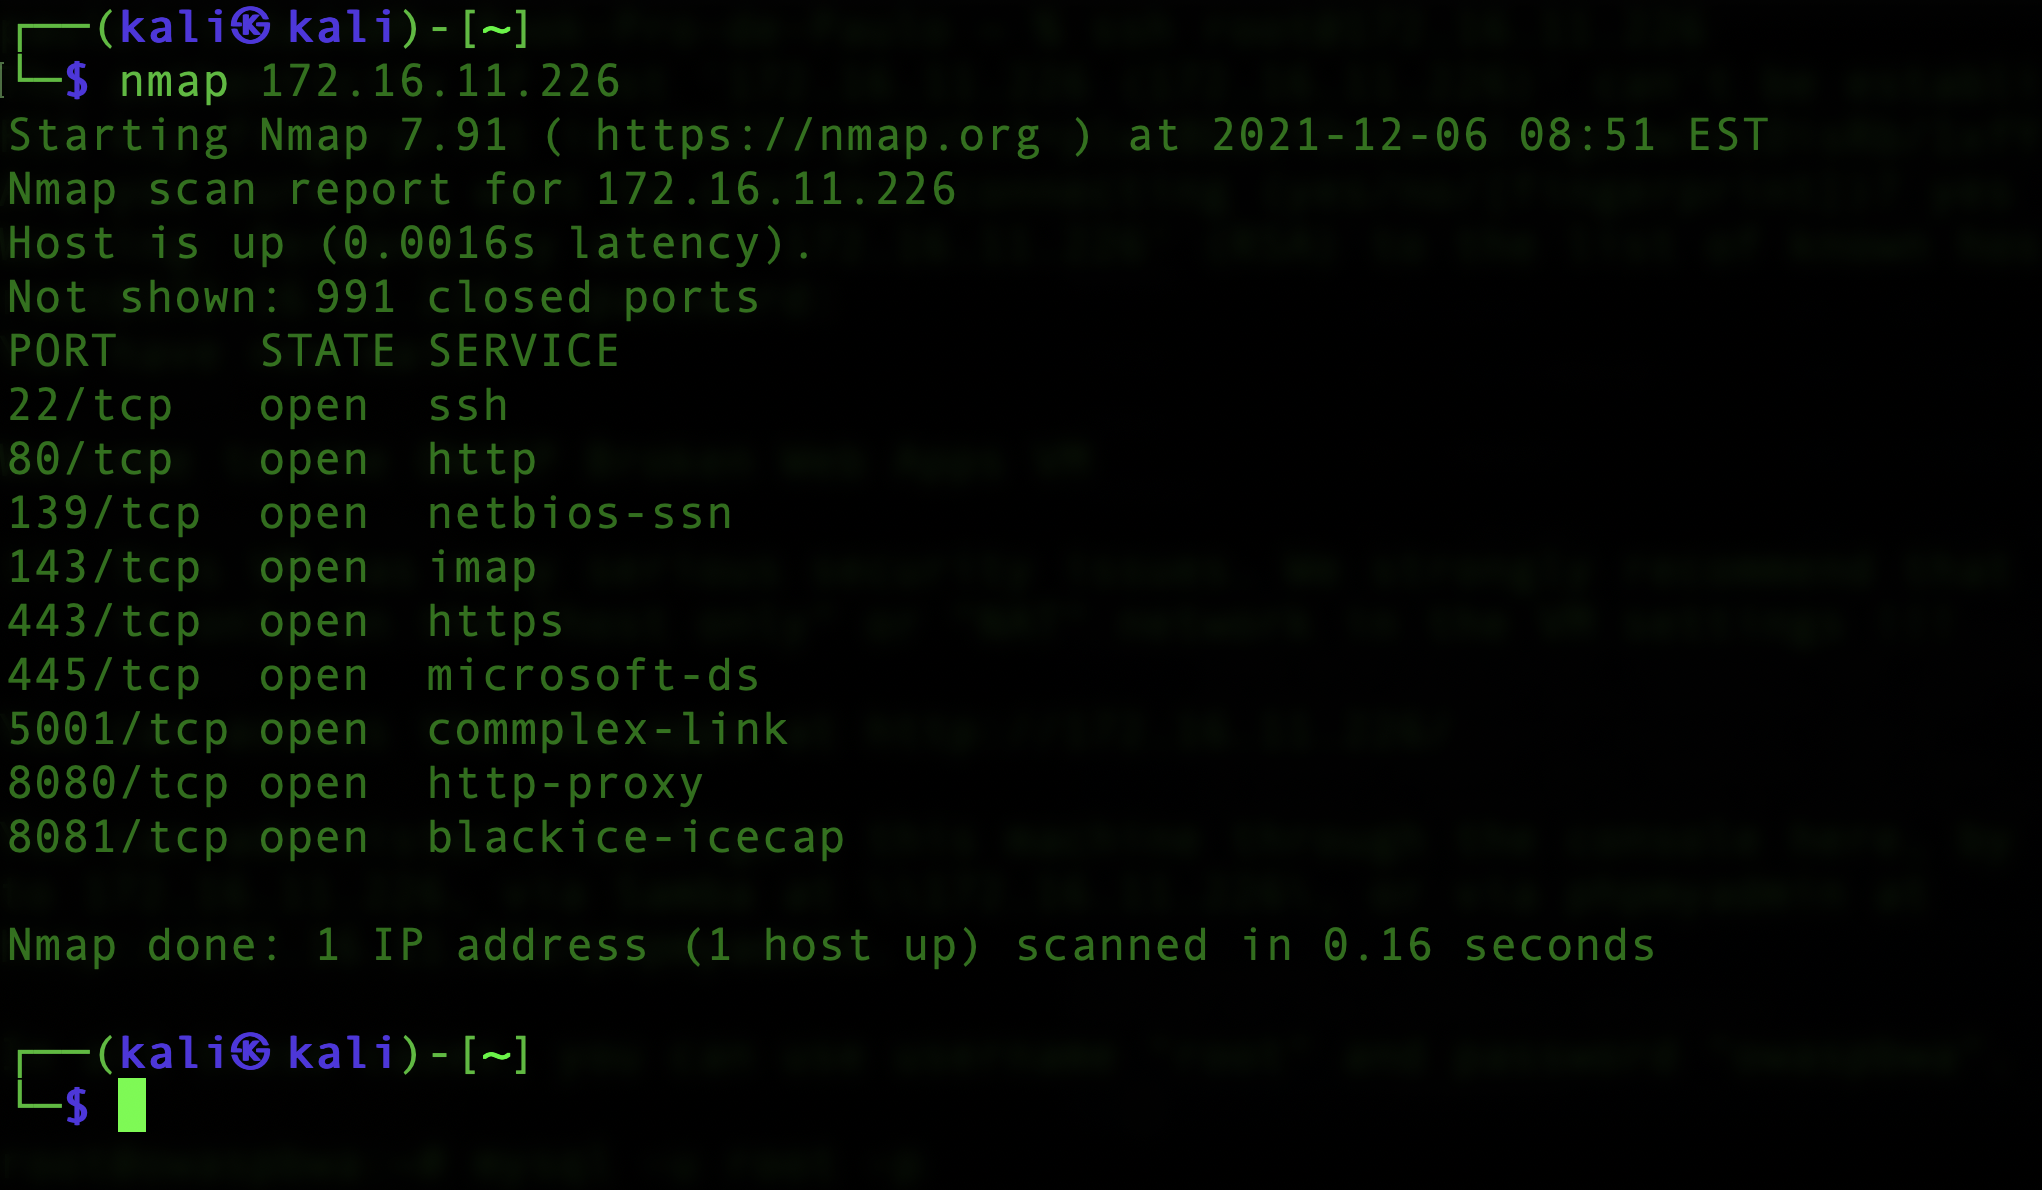 ┌──(kali㉿kali)-[~]
└─$ nmap 172.16.11.226
Starting Nmap 7.91 ( https://nmap.org ) at 2021-12-06 08:51 EST
Nmap scan report for 172.16.11.226
Host is up (0.0016s latency).
Not shown: 991 closed ports
PORT     STATE SERVICE
22/tcp   open  ssh
80/tcp   open  http
139/tcp  open  netbios-ssn
143/tcp  open  imap
443/tcp  open  https
445/tcp  open  microsoft-ds
5001/tcp open  commplex-link
8080/tcp open  http-proxy
8081/tcp open  blackice-icecap
Nmap done: 1 IP address (1 host up) scanned in 0.16 seconds
┌──(kali㉿kali)-[~]
└─$